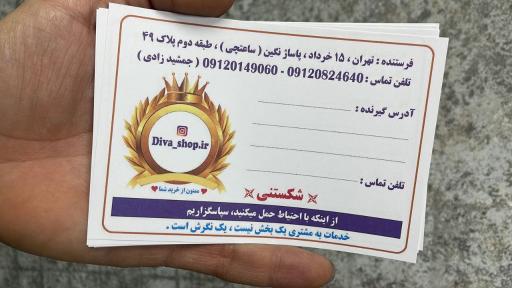 فرستنده : تهران ، ۱۵ خرداد ، پاساژ نگین ( ساعتچی ) ، طبقه دوم پلاک ۴۹
تلفن تماس : 09120824640 - 09120149060 ( جمشید زادی )
آدرس گیرنده :
Diva_shop.ir
ممنون از خرید شما
تلفن تماس :
شکستنی
از اینکه با احتیاط حمل میکنید، سپاسگزاریم
خدمات به مشتری یک بخش نیست ، یک نگرش است .